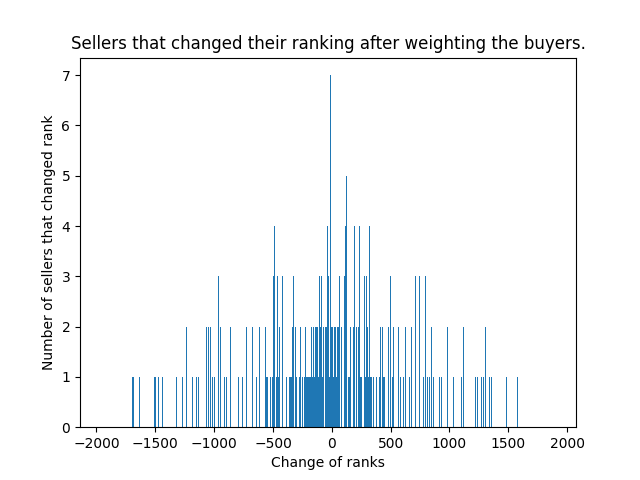 Sellers that changed their ranking after weighting the buyers.
Number of sellers that changed rank
7
6
5
4
3
2
1
0
−2000 −1500 −1000 −500 0 500 1000 1500 2000
Change of ranks